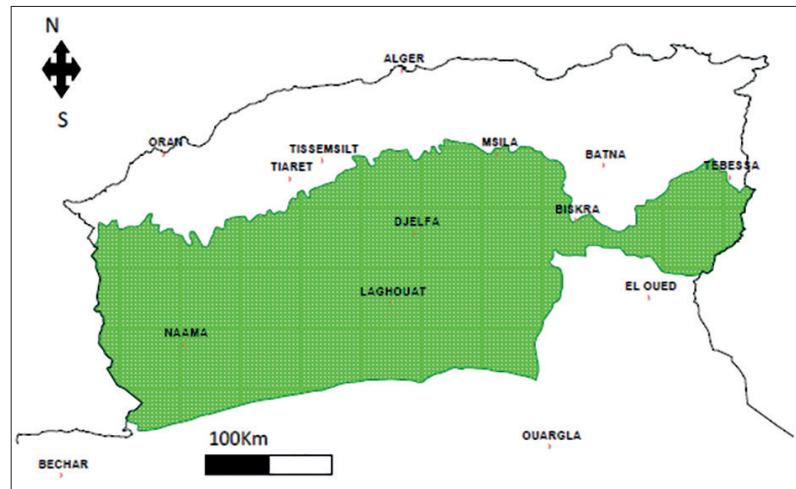 N
S
ALGER
ORAN
TISSEMSILT
MSILA
BATNA
TIARET
TEBESSA
BISKRA
DJELFA
EL OUED
LAGHOUAT
NAAMA
100Km
OUARGLA
BECHAR